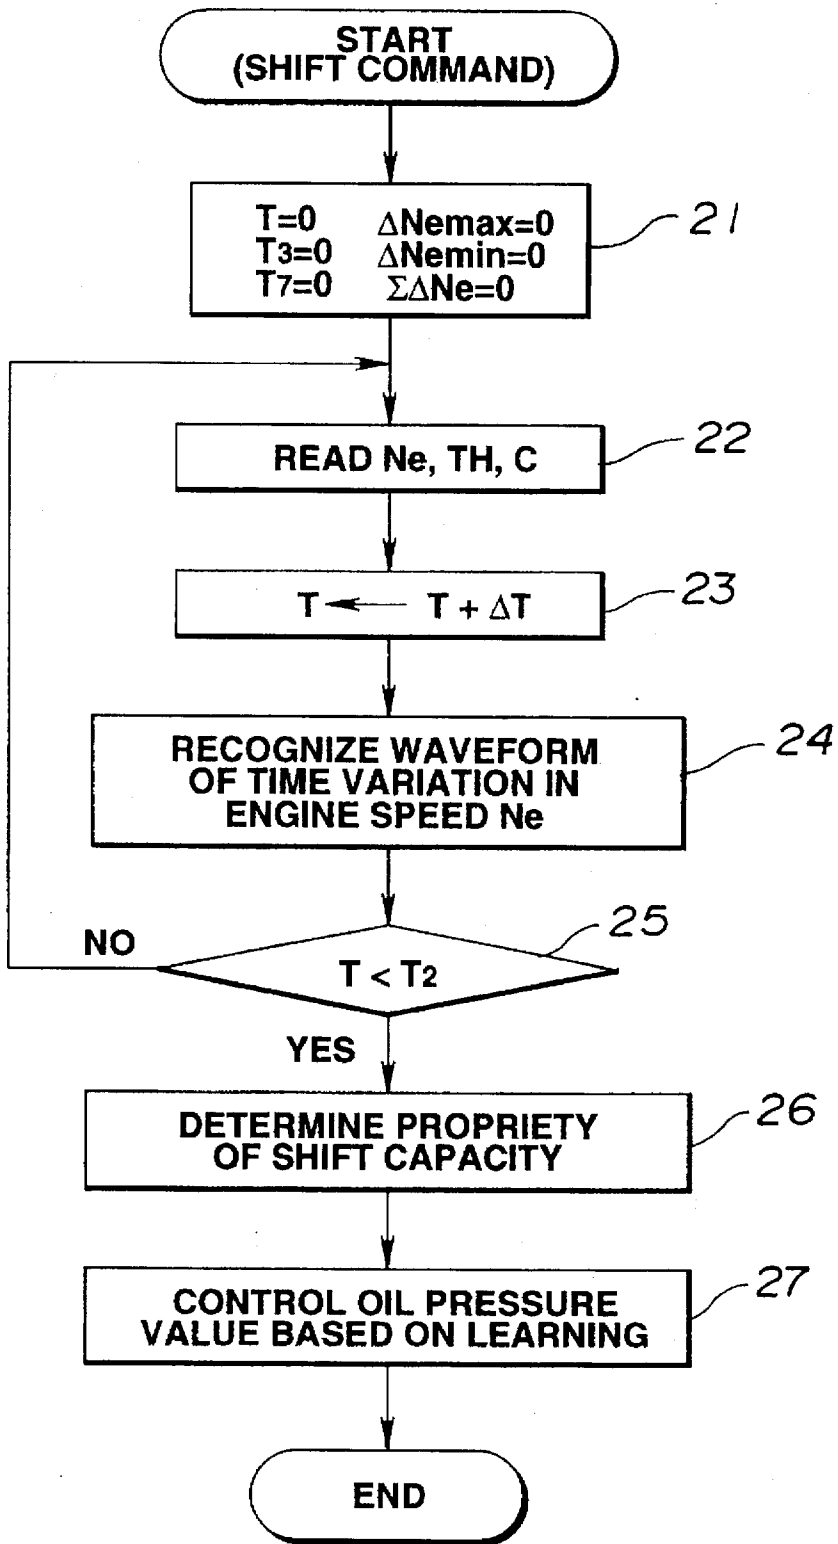 START
(SHIFT COMMAND)
T=0 ΔNemax=0
T3=0 ΔNemin=0
T7=0 ΣΔNe=0
21
READ Ne, TH, C
22
T ← T + ΔT
23
RECOGNIZE WAVEFORM
OF TIME VARIATION IN
ENGINE SPEED Ne
24
NO
T < T2
25
YES
DETERMINE PROPRIETY
OF SHIFT CAPACITY
26
CONTROL OIL PRESSURE
VALUE BASED ON LEARNING
27
END